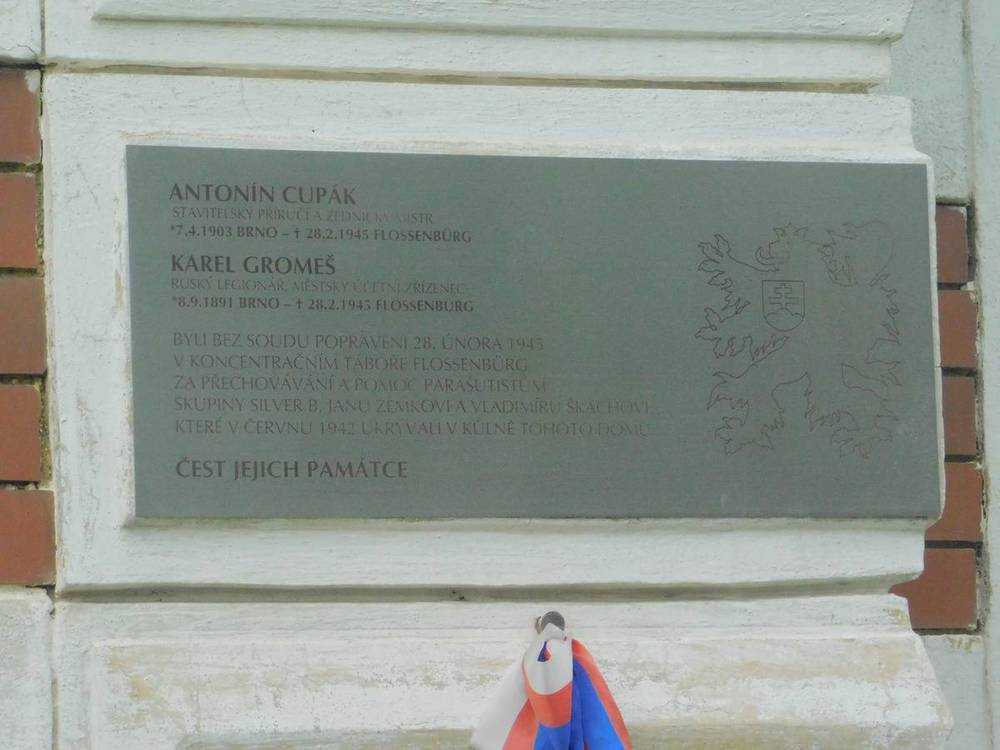 ANTONÍN CUPÁK
STAVITELSKÝ PŘÍRUČÍ A ZEDNICKÝ MISTR
*7.4.1903 BRNO – † 28.2.1945 FLOSSENBÜRG
KAREL GROMEŠ
RUSKÝ LEGIONÁŘ, MĚSTSKÝ ÚČETNÍ ZŘÍZENEC
*8.9.1891 BRNO – † 28.2.1945 FLOSSENBÜRG
BYLI BEZ SOUDU POPRAVENI 28. ÚNORA 1945
V KONCENTRAČNÍM TÁBOŘE FLOSSENBÜRG
ZA PŘECHOVÁVÁNÍ A POMOC PARAŠUTISTŮM
SKUPINY SILVER B, JANU ZEMKOVI A VLADIMÍRU ŠKACHOVI,
KTERÉ V ČERVNU 1942 UKRÝVALI V KŮLNĚ TOHOTO DOMU
ČEST JEJICH PAMÁTCE